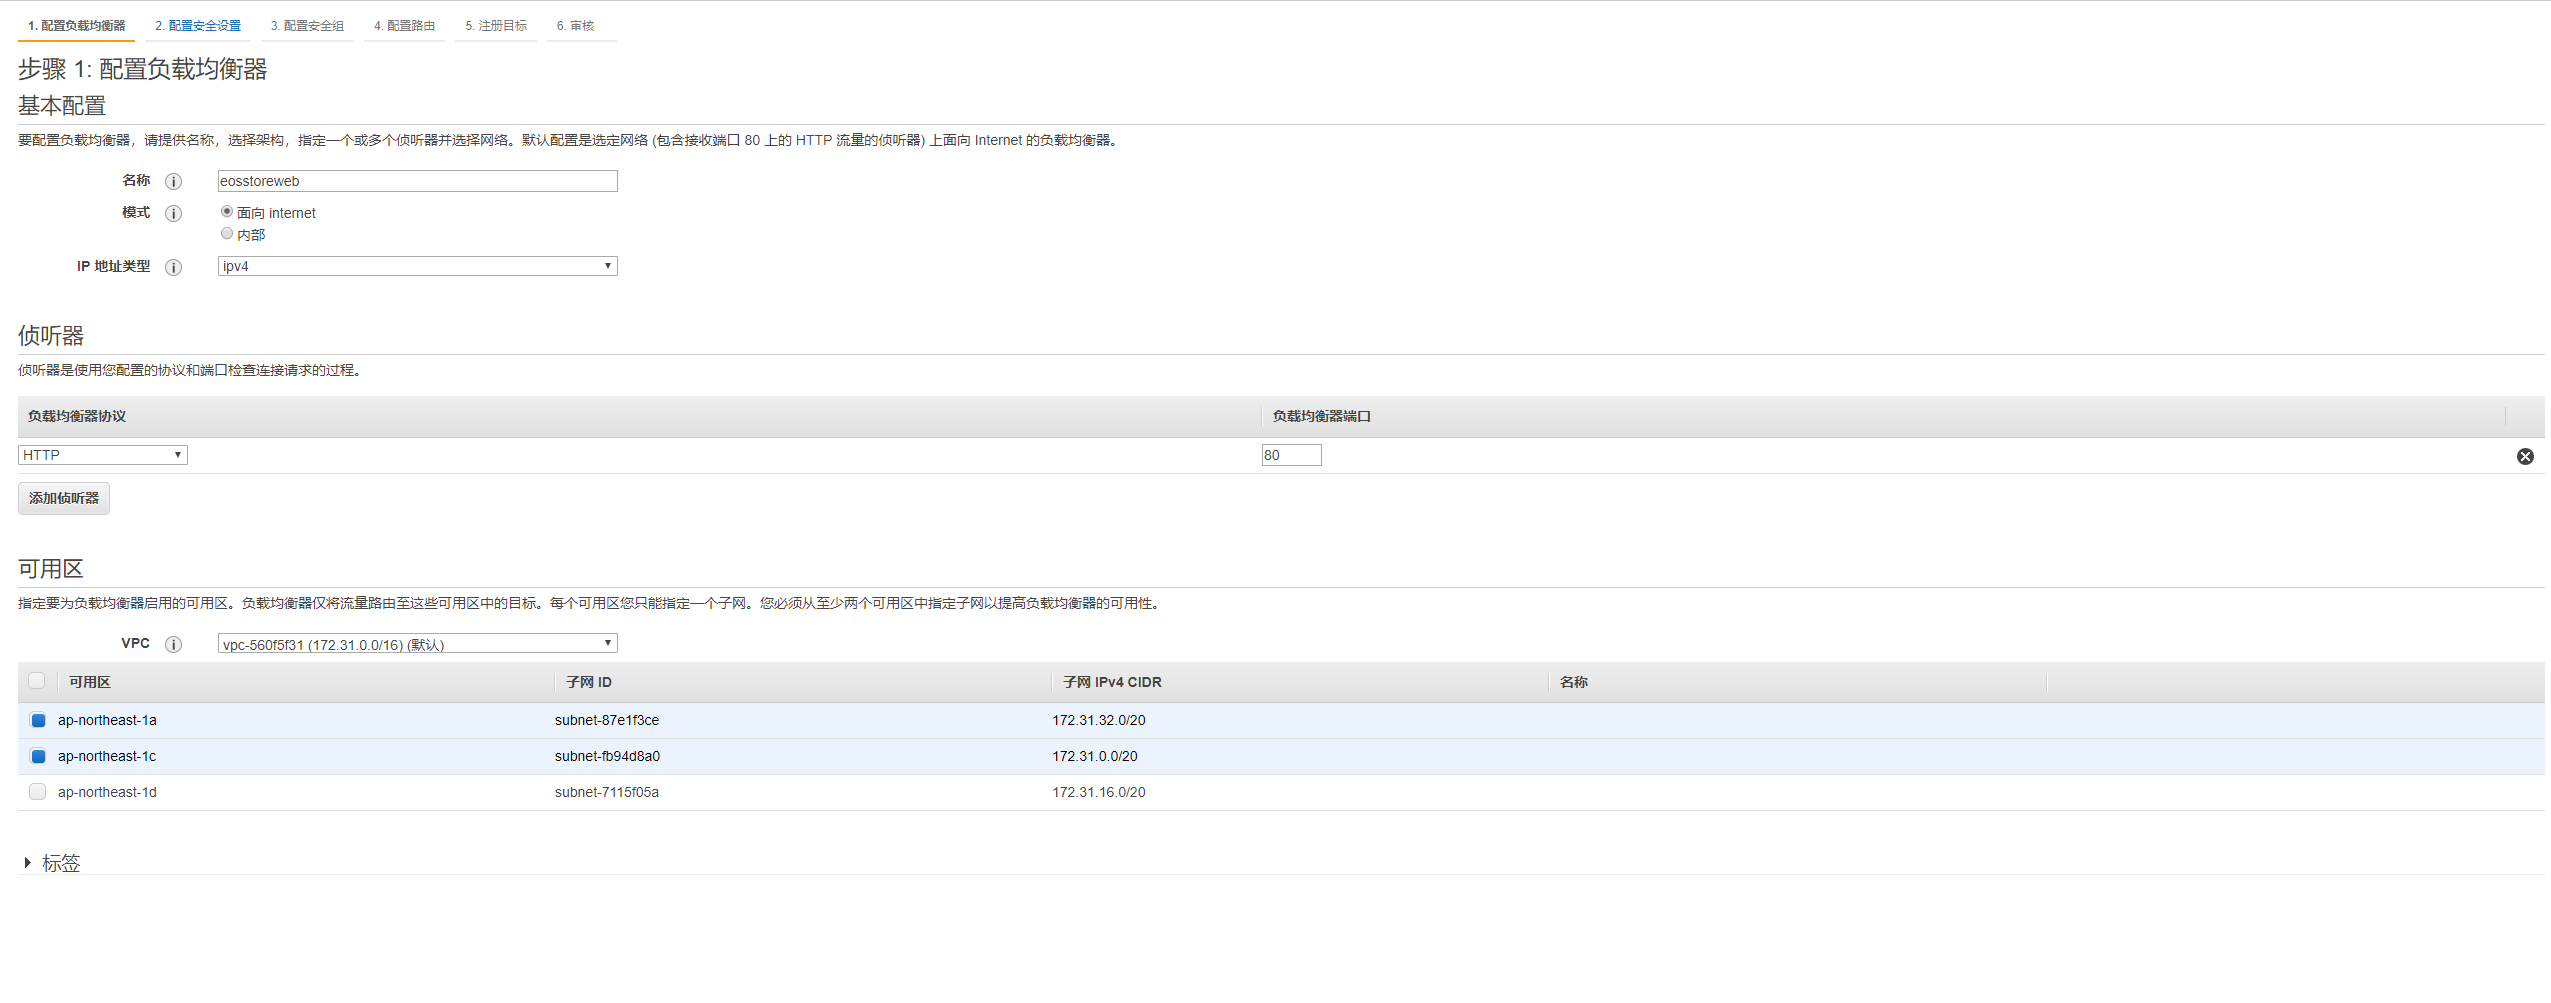 1. 配置负载均衡器 2. 配置安全设置 3. 配置安全组 4. 配置路由 5. 注册目标 6. 审核
步骤 1: 配置负载均衡器
基本配置
要配置负载均衡器，请提供名称，选择架构，指定一个或多个侦听器并选择网络。默认配置是选定网络 (包含接收端口 80 上的 HTTP 流量的侦听器) 上面向 Internet 的负载均衡器。
名称 i eosstoreweb
模式 i 面向 internet
内部
IP 地址类型 i ipv4
侦听器
侦听器是使用您配置的协议和端口检查连接请求的过程。
负载均衡器协议 负载均衡器端口
HTTP 80
添加侦听器
可用区
指定要为负载均衡器启用的可用区。负载均衡器仅将流量路由至这些可用区中的目标。每个可用区您只能指定一个子网。您必须从至少两个可用区中指定子网以提高负载均衡器的可用性。
VPC i vpc-560f5f31 (172.31.0.0/16) (默认)
可用区 子网 ID 子网 IPv4 CIDR 名称
ap-northeast-1a subnet-87e1f3ce 172.31.32.0/20
ap-northeast-1c subnet-fb94d8a0 172.31.0.0/20
ap-northeast-1d subnet-7115f05a 172.31.16.0/20
标签